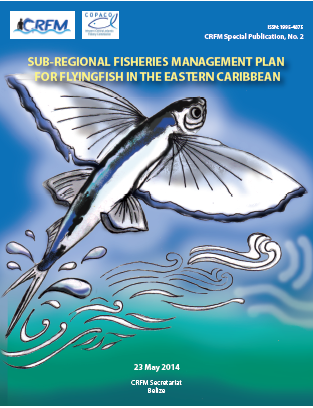 CRFM
COPACO
ISSN: 1995-4875
CRFM Special Publication, No. 2
SUB-REGIONAL FISHERIES MANAGEMENT PLAN
FOR FLYINGFISH IN THE EASTERN CARIBBEAN
23 May 2014
CRFM Secretariat
Belize